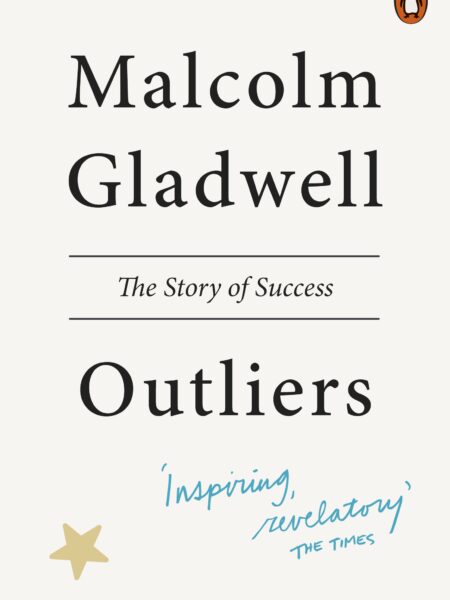 Malcolm
Gladwell
The Story of Success
Outliers
'Inspiring,
revelatory'
THE TIMES